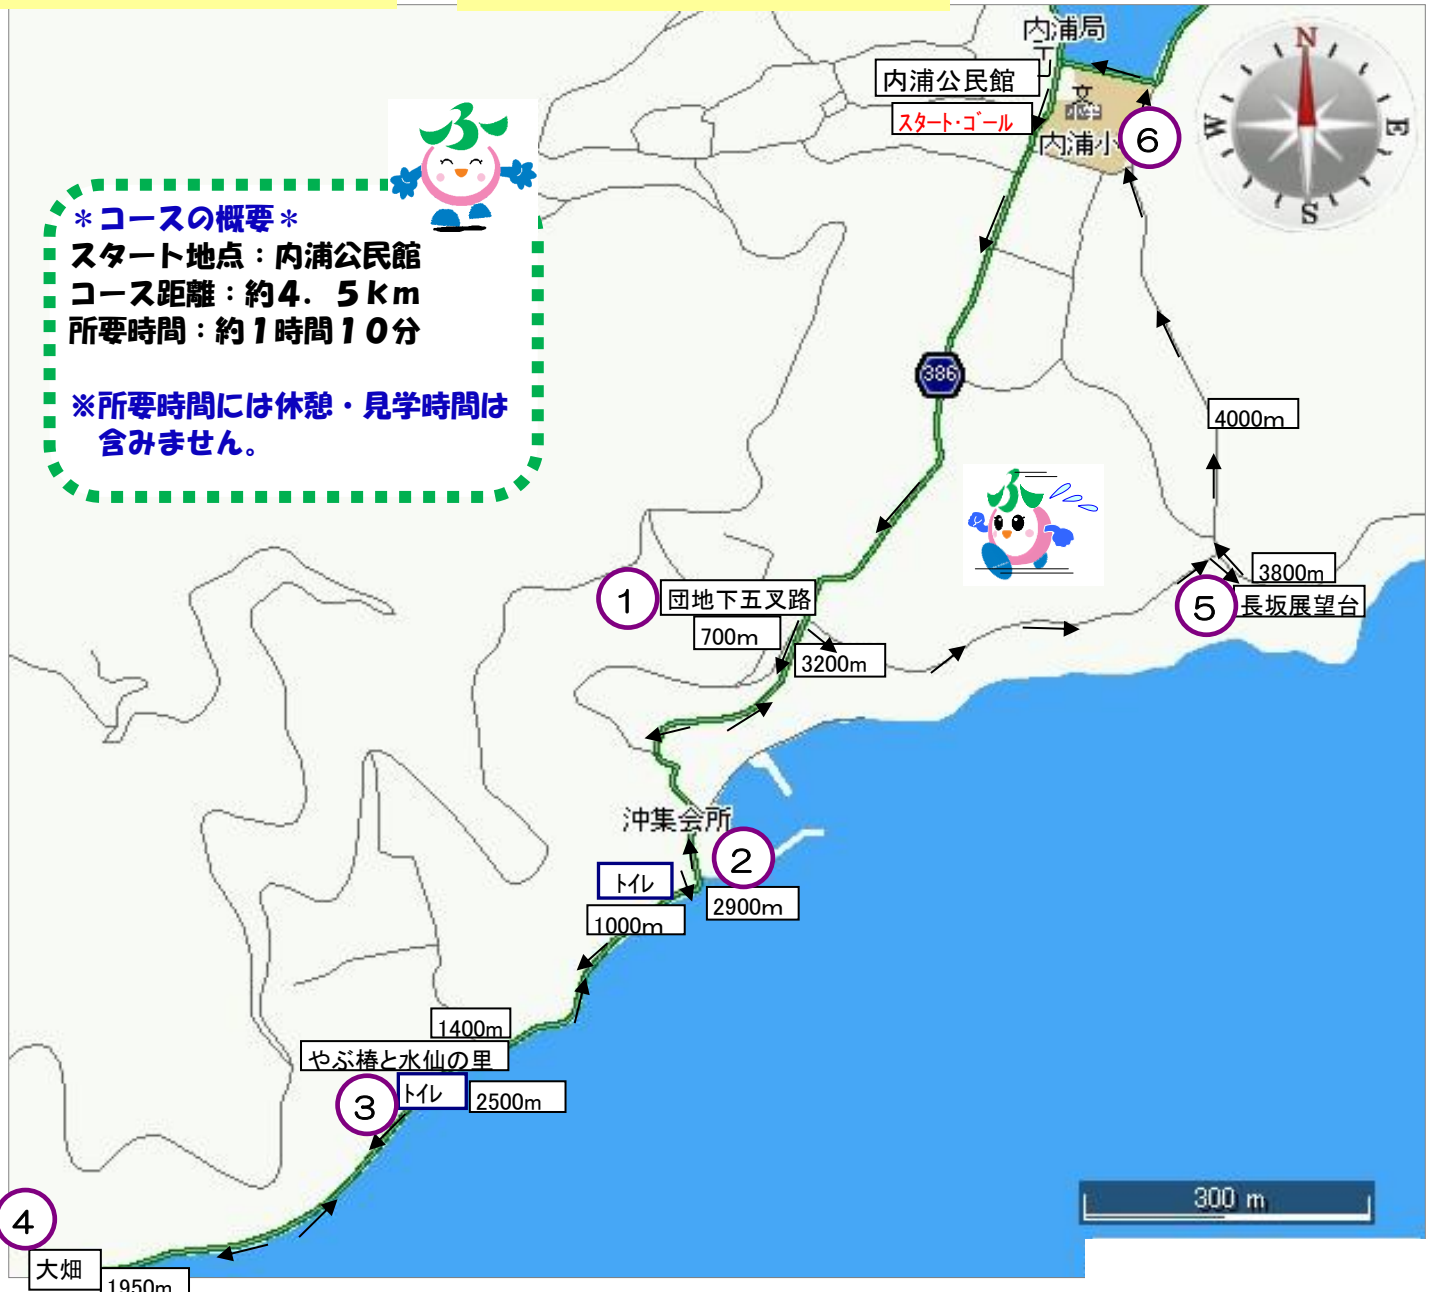 内浦局
内浦公民館
スタート・ゴール
文
小学
内浦小
⑥
N
W
E
S
＊コースの概要＊
スタート地点：内浦公民館
コース距離：約４．５ｋｍ
所要時間：約１時間１０分
※所要時間には休憩・見学時間は
含みません。
386
4000m
3800m
⑤
長坂展望台
①
団地下五叉路
700m
3200m
沖集会所
②
トイレ
2900m
1000m
1400m
やぶ椿と水仙の里
③
トイレ
2500m
④
大畑
1950m
300 m